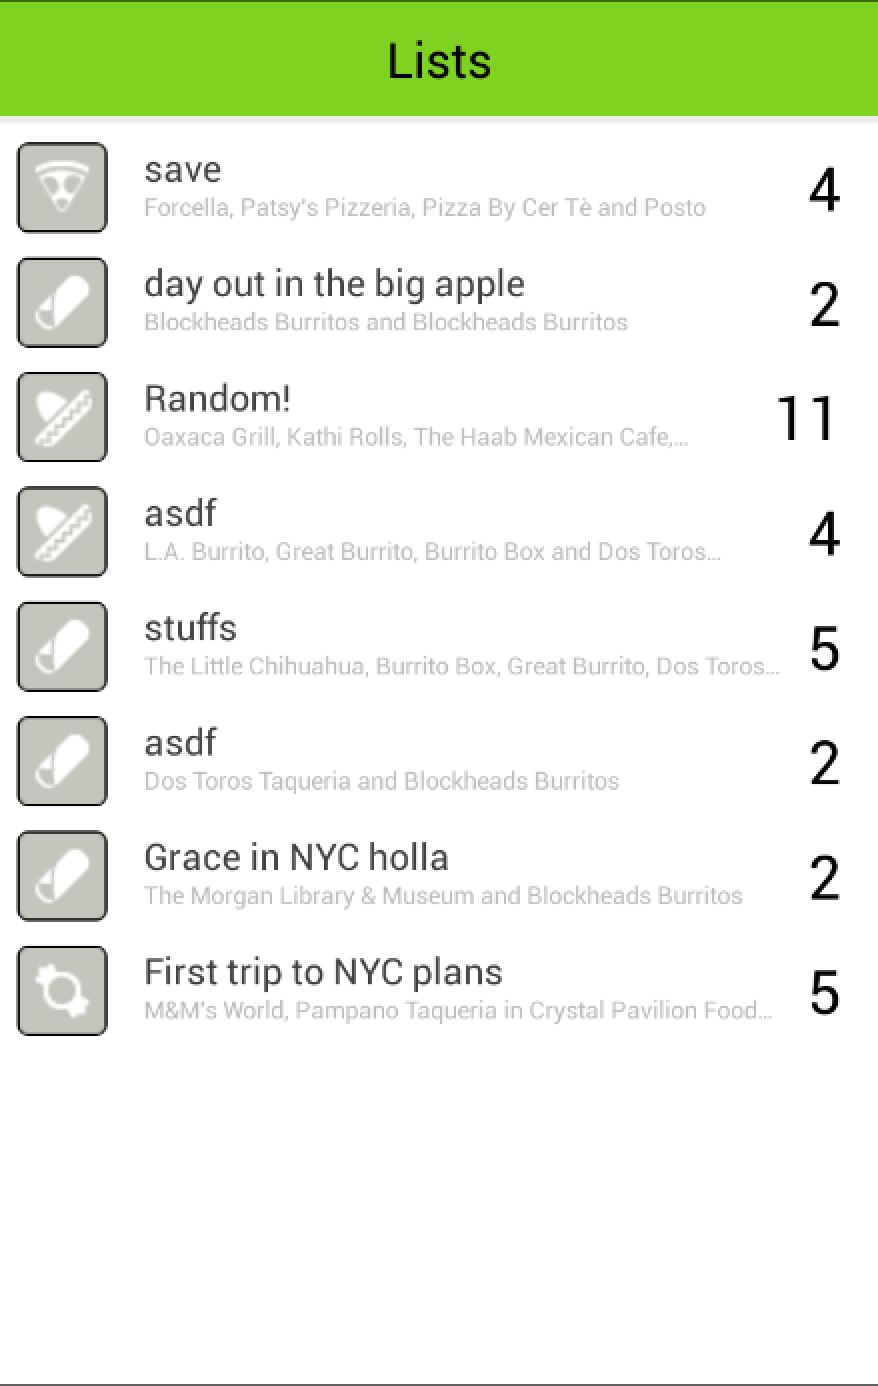 Lists
save
4
Forcella, Patsy's Pizzeria, Pizza By Cer Tè and Posto
day out in the big apple
2
Blockheads Burritos and Blockheads Burritos
Random!
11
Oaxaca Grill, Kathi Rolls, The Haab Mexican Cafe,...
asdf
4
L.A. Burrito, Great Burrito, Burrito Box and Dos Toros...
stuffs
5
The Little Chihuahua, Burrito Box, Great Burrito, Dos Toros...
asdf
2
Dos Toros Taqueria and Blockheads Burritos
Grace in NYC holla
2
The Morgan Library & Museum and Blockheads Burritos
First trip to NYC plans
5
M&M's World, Pampano Taqueria in Crystal Pavilion Food...